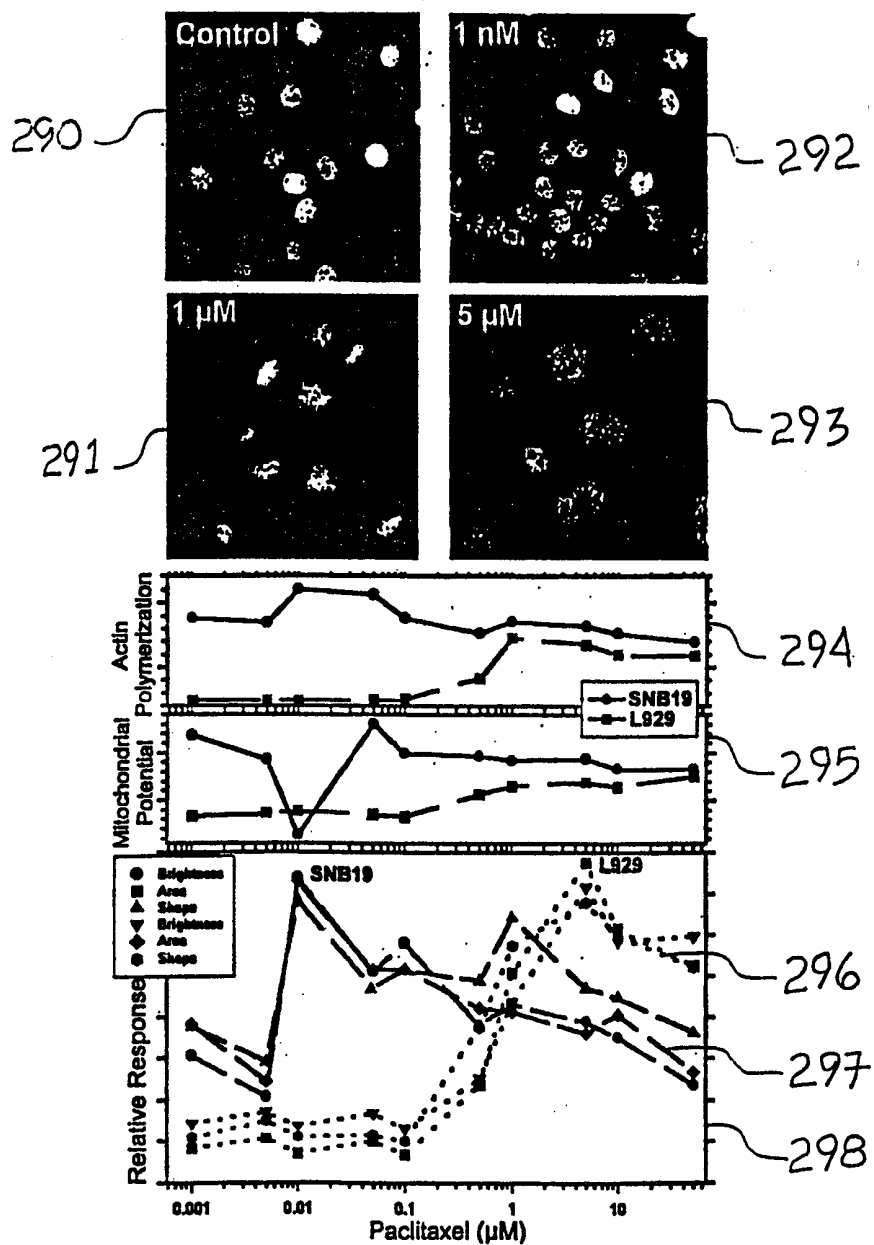 Control
1 nM
290
292
1 µM
5 µM
291
293
Actin
Polymerization
294
SNB19
L929
Mitochondrial
Potential
295
Brightness
Area
Shape
Brightness
Area
Shape
SNB19
L929
296
Relative Response
297
298
0.001
0.01
0.1
1
10
Paclitaxel (µM)